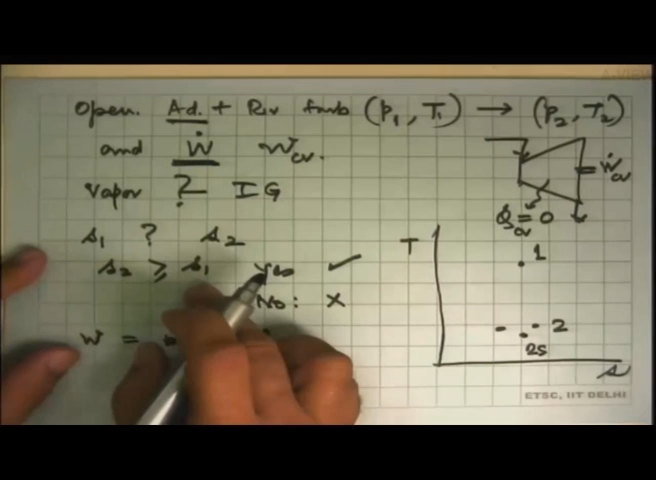 Open. Ad. + Rev turb (P1, T1) → (P2, T2)
and Ẇ Wcv.
Vapor ? IG
s1 ? s2
s2 ⩾ s1 Yes ✓
No: X
w =
Ẇcv
Q̇cv = 0
T
1
2
2s
s
ETSC, IIT DELHI